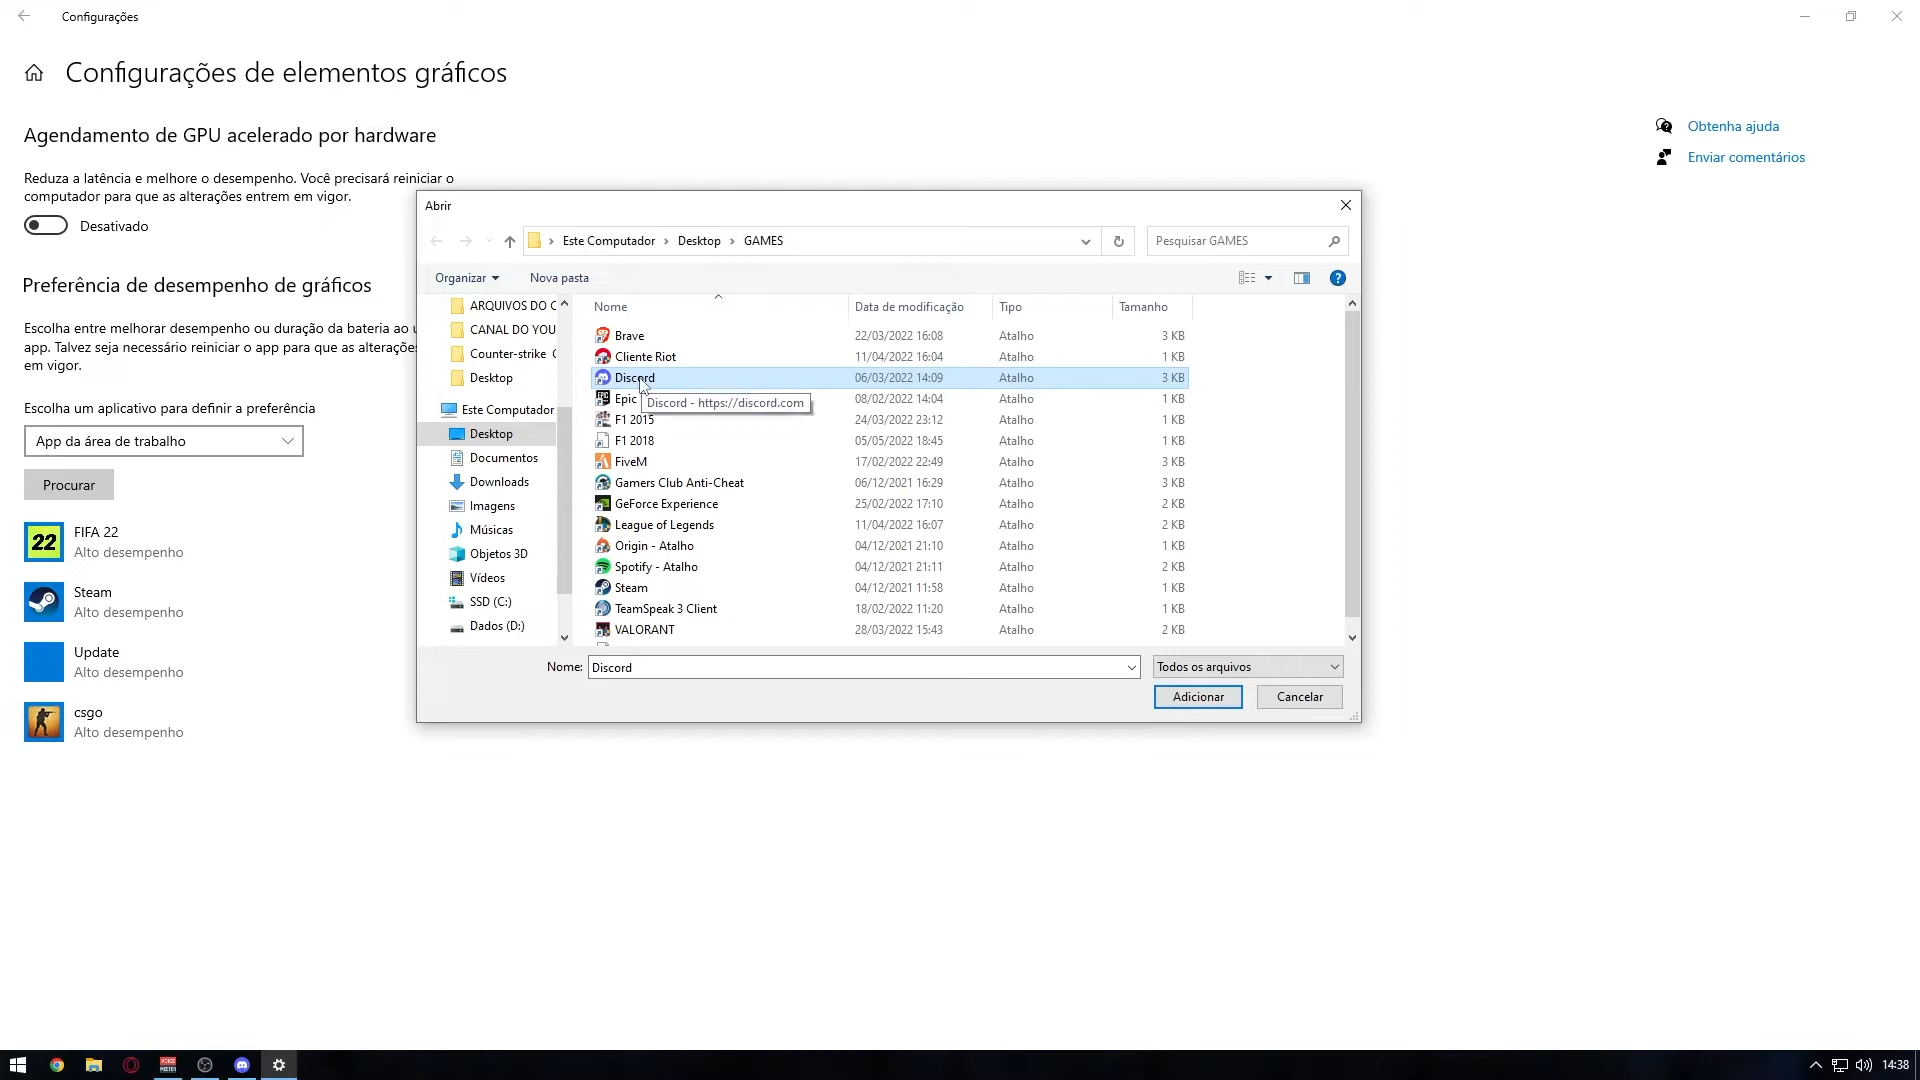 Configurações
Configurações de elementos gráficos
Agendamento de GPU acelerado por hardware
Reduza a latência e melhore o desempenho. Você precisará reiniciar o
computador para que as alterações entrem em vigor.
Desativado
Preferência de desempenho de gráficos
Escolha entre melhorar desempenho ou duração da bateria ao
app. Talvez seja necessário reiniciar o app para que as alterações
em vigor.
Escolha um aplicativo para definir a preferência
App da área de trabalho
Procurar
22
FIFA 22
Alto desempenho
Steam
Alto desempenho
Update
Alto desempenho
csgo
Alto desempenho
Obtenha ajuda
Enviar comentários
Abrir
Este Computador > Desktop > GAMES
Pesquisar GAMES
Organizar
Nova pasta
ARQUIVOS DO C
CANAL DO YOU
Counter-strike
Desktop
Este Computador
Desktop
Documentos
Downloads
Imagens
Músicas
Objetos 3D
Vídeos
SSD (C:)
Dados (D:)
Nome Data de modificação Tipo Tamanho
Brave 22/03/2022 16:08 Atalho 3 KB
Cliente Riot 11/04/2022 16:04 Atalho 1 KB
Discord 06/03/2022 14:09 Atalho 3 KB
Epic 08/02/2022 14:04 Atalho 1 KB
Discord - https://discord.com
F1 2015 24/03/2022 23:12 Atalho 1 KB
F1 2018 05/05/2022 18:45 Atalho 1 KB
FiveM 17/02/2022 22:49 Atalho 3 KB
Gamers Club Anti-Cheat 06/12/2021 16:29 Atalho 3 KB
GeForce Experience 25/02/2022 17:10 Atalho 2 KB
League of Legends 11/04/2022 16:07 Atalho 2 KB
Origin - Atalho 04/12/2021 21:10 Atalho 1 KB
Spotify - Atalho 04/12/2021 21:11 Atalho 2 KB
Steam 04/12/2021 11:58 Atalho 1 KB
TeamSpeak 3 Client 18/02/2022 11:20 Atalho 1 KB
VALORANT 28/03/2022 15:43 Atalho 2 KB
Nome: Discord
Todos os arquivos
Adicionar
Cancelar
14:38